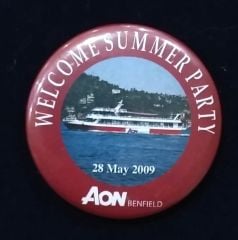 WELCOME SUMMER PARTY
28 May 2009
AON BENFIELD